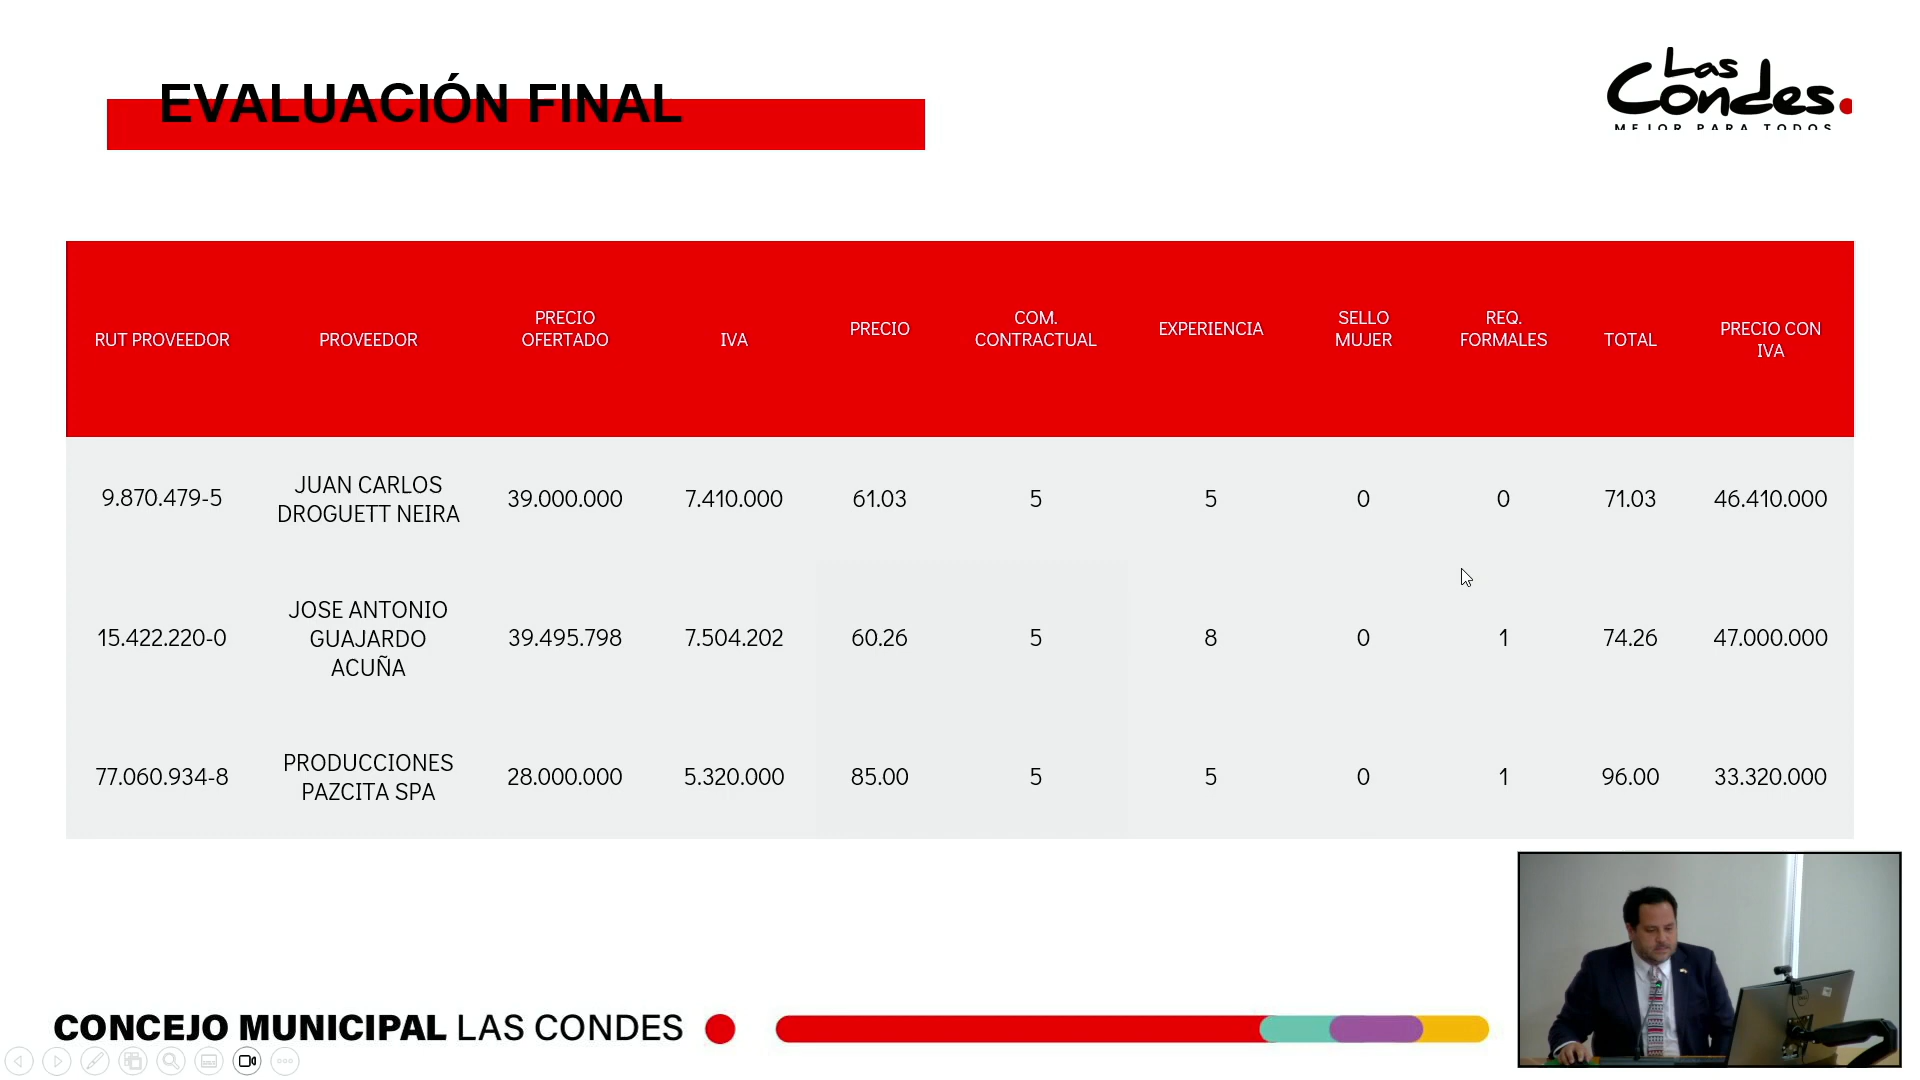 EVALUACIÓN FINAL
Las
Condes.
MEJOR PARA TODOS
RUT PROVEEDOR PROVEEDOR PRECIO OFERTADO IVA PRECIO COM. CONTRACTUAL EXPERIENCIA SELLO MUJER REQ. FORMALES TOTAL PRECIO CON IVA
9.870.479-5 JUAN CARLOS DROGUETT NEIRA 39.000.000 7.410.000 61.03 5 5 0 0 71.03 46.410.000
15.422.220-0 JOSE ANTONIO GUAJARDO ACUÑA 39.495.798 7.504.202 60.26 5 8 0 1 74.26 47.000.000
77.060.934-8 PRODUCCIONES PAZCITA SPA 28.000.000 5.320.000 85.00 5 5 0 1 96.00 33.320.000
CONCEJO MUNICIPAL LAS CONDES